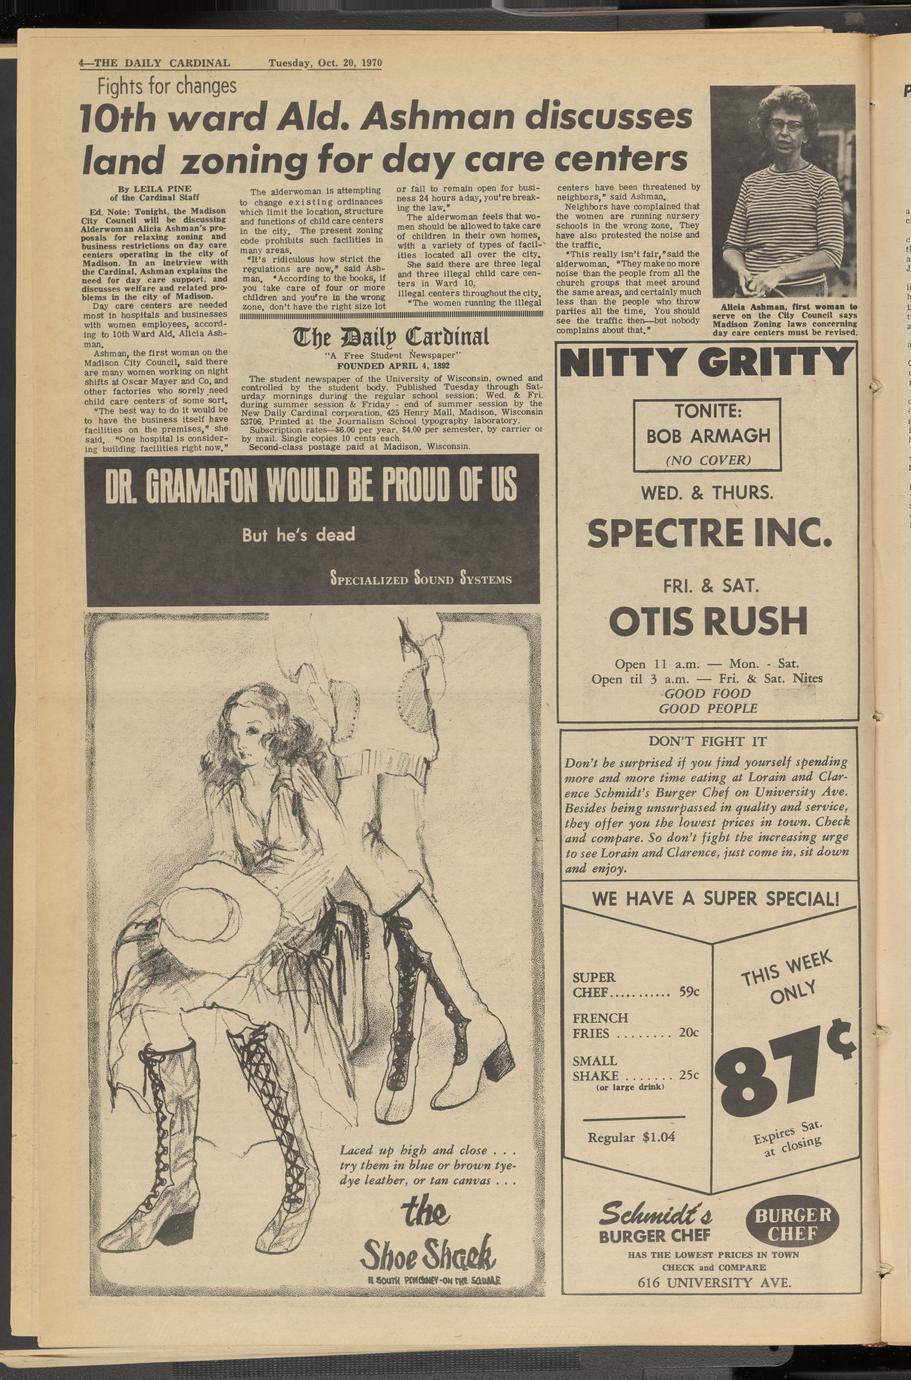 4—THE DAILY CARDINAL Tuesday, Oct. 20, 1970
Fights for changes
10th ward Ald. Ashman discusses
land zoning for day care centers
By LEILA PINE
of the Cardinal Staff
Ed. Note: Tonight, the Madison
City Council will be discussing
Alderwoman Alicia Ashman's pro-
posals for relaxing zoning and
business restrictions on day care
centers operating in the city of
Madison. In an inetrview with
the Cardinal, Ashman explains the
need for day care support, and
discusses welfare and related pro-
blems in the city of Madison.
Day care centers are needed
most in hospitals and businesses
with women employees, accord-
ing to 10th Ward Ald. Alicia Ash-
man.
Ashman, the first woman on the
Madison City Council, said there
are many women working on night
shifts at Oscar Mayer and Co, and
other factories who sorely need
child care centers of some sort.
"The best way to do it would be
to have the business itself have
facilities on the premises," she
said. "One hospital is consider-
ing building facilities right now."
The alderwoman is attempting
to change existing ordinances
which limit the location, structure
and functions of child care centers
in the city. The present zoning
code prohibits such facilities in
many areas.
"It's ridiculous how strict the
regulations are now," said Ash-
man. "According to the books, if
you take care of four or more
children and you're in the wrong
zone, don't have the right size lot
or fail to remain open for busi-
ness 24 hours a day, you're break-
ing the law."
The alderwoman feels that wo-
men should be allowed to take care
of children in their own homes,
with a variety of types of facil-
ities located all over the city.
She said there are three legal
and three illegal child care cen-
ters in Ward 10,
illegal centers throughout the city.
"The women running the illegal
centers have been threatened by
neighbors," said Ashman.
Neighbors have complained that
the women are running nursery
schools in the wrong zone. They
have also protested the noise and
the traffic.
"This really isn't fair," said the
alderwoman. "They make no more
noise than the people from all the
church groups that meet around
the same areas, and certainly much
less than the people who throw
parties all the time. You should
see the traffic then—but nobody
complains about that."
Alicia Ashman, first woman to
serve on the City Council says
Madison Zoning laws concerning
day care centers must be revised.
The Daily Cardinal
"A Free Student Newspaper"
FOUNDED APRIL 4, 1892
The student newspaper of the University of Wisconsin, owned and
controlled by the student body. Published Tuesday through Sat-
urday mornings during the regular school session; Wed. & Fri.
during summer session & Friday - end of summer session by the
New Daily Cardinal corporation, 425 Henry Mall, Madison, Wisconsin
53706. Printed at the Journalism School typography laboratory.
Subscription rates—$6.00 per year, $4.00 per semester, by carrier or
by mail. Single copies 10 cents each.
Second-class postage paid at Madison, Wisconsin.
DR. GRAMAFON WOULD BE PROUD OF US
But he's dead
SPECIALIZED SOUND SYSTEMS
Laced up high and close . . .
try them in blue or brown tye-
dye leather, or tan canvas . . .
the
Shoe Shack
11 SOUTH PINCKNEY-ON THE SQUARE
NITTY GRITTY
TONITE:
BOB ARMAGH
(NO COVER)
WED. & THURS.
SPECTRE INC.
FRI. & SAT.
OTIS RUSH
Open 11 a.m. — Mon. - Sat.
Open til 3 a.m. — Fri. & Sat. Nites
GOOD FOOD
GOOD PEOPLE
DON'T FIGHT IT
Don't be surprised if you find yourself spending
more and more time eating at Lorain and Clar-
ence Schmidt's Burger Chef on University Ave.
Besides being unsurpassed in quality and service,
they offer you the lowest prices in town. Check
and compare. So don't fight the increasing urge
to see Lorain and Clarence, just come in, sit down
and enjoy.
WE HAVE A SUPER SPECIAL!
SUPER
CHEF........... 59c
FRENCH
FRIES ........ 20c
SMALL
SHAKE ....... 25c
(or large drink)
Regular $1.04
THIS WEEK
ONLY
87¢
Expires Sat.
at closing
Schmidt's
BURGER CHEF
BURGER
CHEF
HAS THE LOWEST PRICES IN TOWN
CHECK and COMPARE
616 UNIVERSITY AVE.